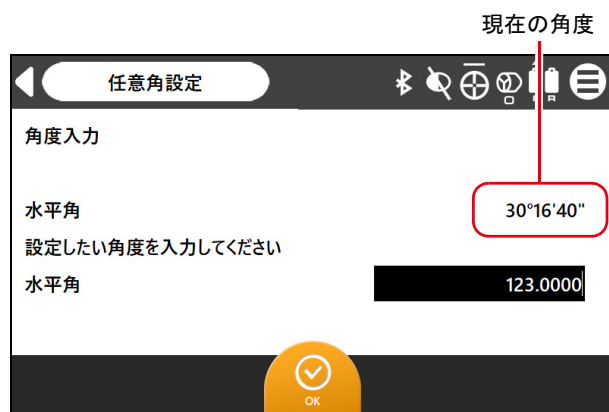 現在の角度
任意角設定
角度入力
水平角 30°16'40"
設定したい角度を入力してください
水平角 123.0000
OK